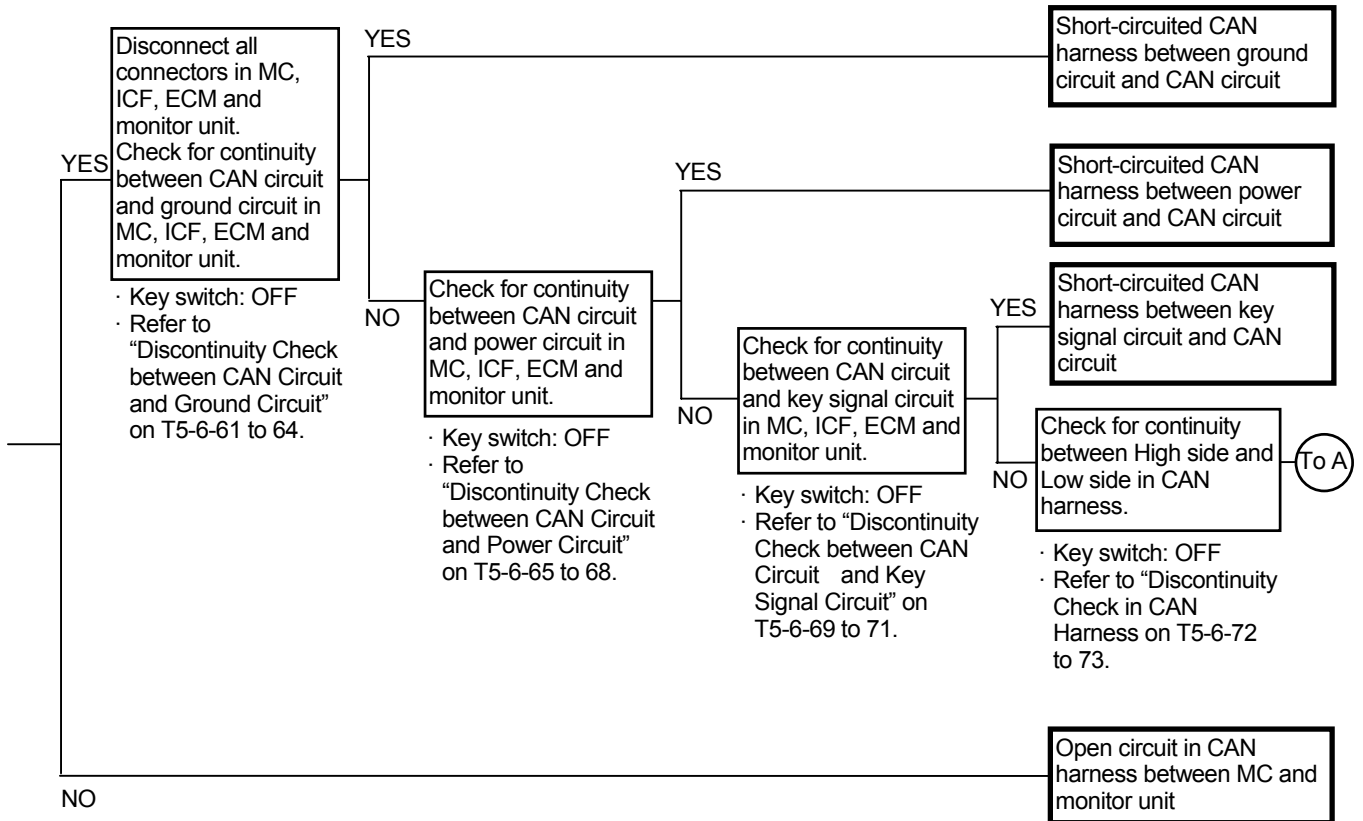 YES
Disconnect all
connectors in MC,
ICF, ECM and
monitor unit.
Check for continuity
between CAN circuit
and ground circuit in
MC, ICF, ECM and
monitor unit.
· Key switch: OFF
· Refer to
“Discontinuity Check
between CAN Circuit
and Ground Circuit”
on T5-6-61 to 64.
YES
Short-circuited CAN
harness between ground
circuit and CAN circuit
NO
Check for continuity
between CAN circuit
and power circuit in
MC, ICF, ECM and
monitor unit.
· Key switch: OFF
· Refer to
“Discontinuity Check
between CAN Circuit
and Power Circuit”
on T5-6-65 to 68.
YES
Short-circuited CAN
harness between power
circuit and CAN circuit
NO
Check for continuity
between CAN circuit
and key signal circuit
in MC, ICF, ECM and
monitor unit.
· Key switch: OFF
· Refer to “Discontinuity
Check between CAN
Circuit and Key
Signal Circuit” on
T5-6-69 to 71.
YES
Short-circuited CAN
harness between key
signal circuit and CAN
circuit
NO
Check for continuity
between High side and
Low side in CAN
harness.
To A
· Key switch: OFF
· Refer to “Discontinuity
Check in CAN
Harness on T5-6-72
to 73.
NO
Open circuit in CAN
harness between MC and
monitor unit